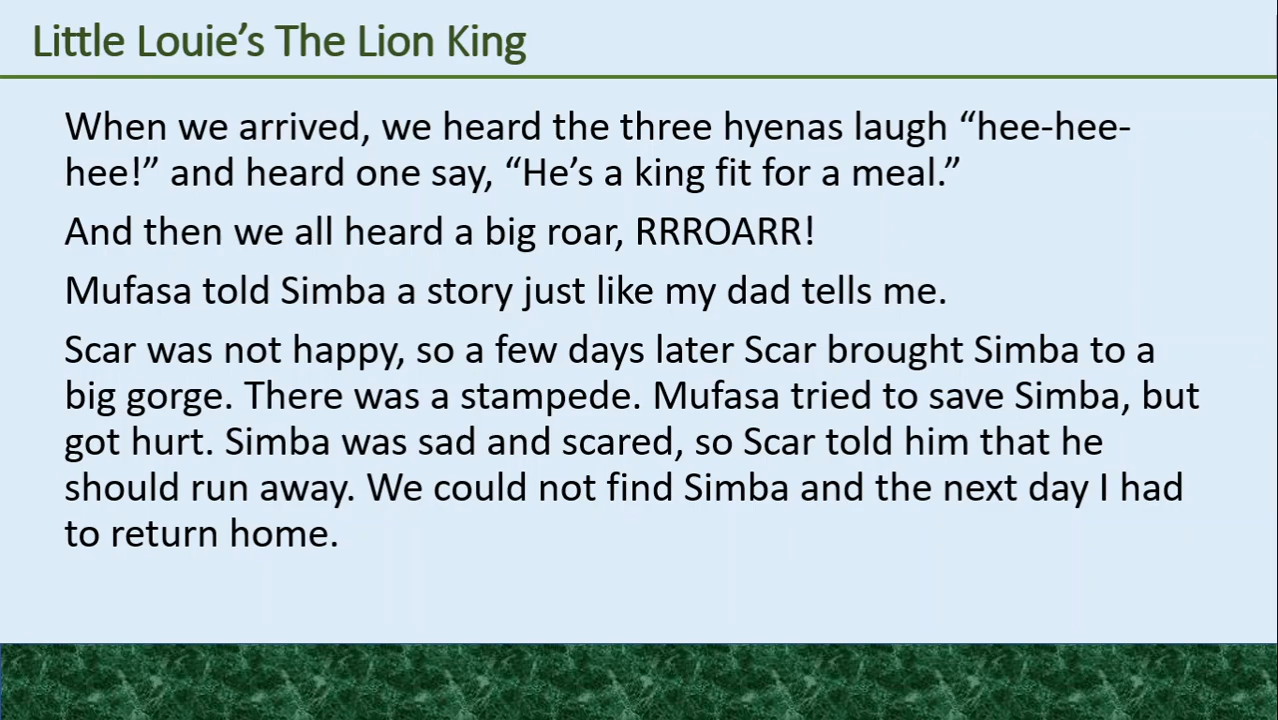 Little Louie’s The Lion King
When we arrived, we heard the three hyenas laugh “hee-hee-
hee!” and heard one say, “He’s a king fit for a meal.”
And then we all heard a big roar, RRROARR!
Mufasa told Simba a story just like my dad tells me.
Scar was not happy, so a few days later Scar brought Simba to a
big gorge. There was a stampede. Mufasa tried to save Simba, but
got hurt. Simba was sad and scared, so Scar told him that he
should run away. We could not find Simba and the next day I had
to return home.